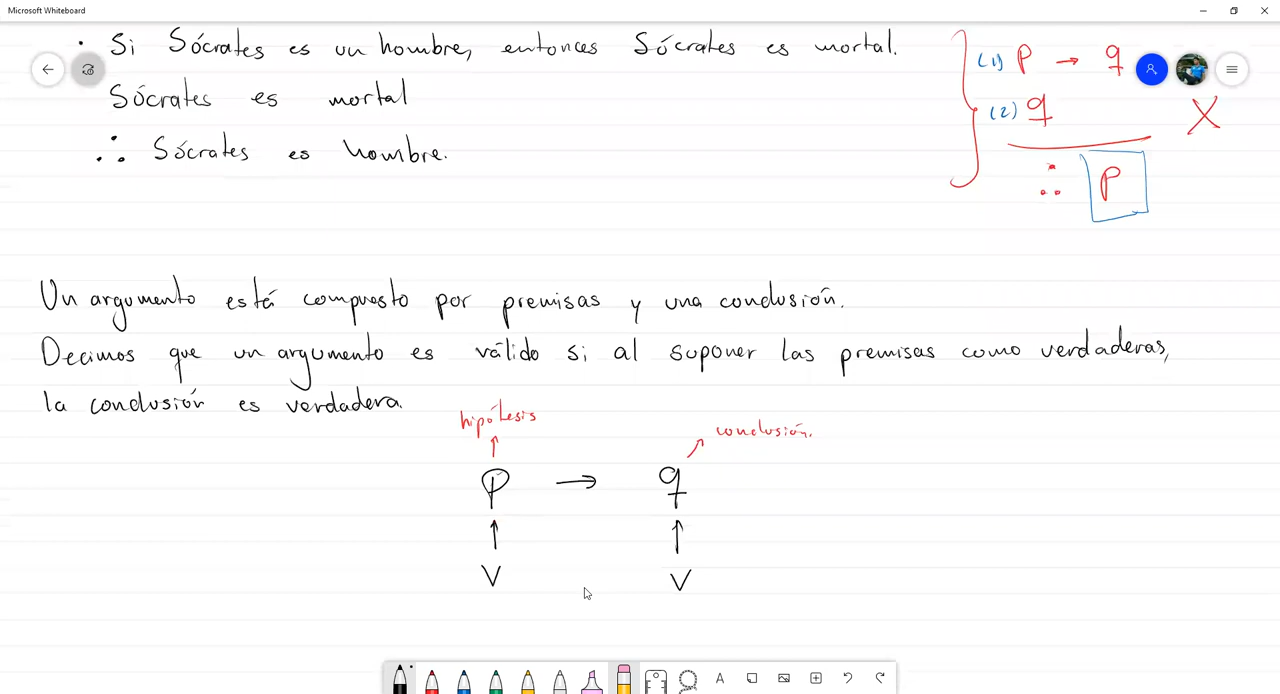 Microsoft Whiteboard
· Si Sócrates es un hombre, entonces Sócrates es mortal.
Sócrates es mortal
∴ Sócrates es hombre.
(1) p → q
(2) q X
∴ p
Un argumento está compuesto por premisas y una conclusión.
Decimos que un argumento es válido si al suponer las premisas como verdaderas,
la conclusión es verdadera.
hipótesis conclusión.
p → q
V V
A